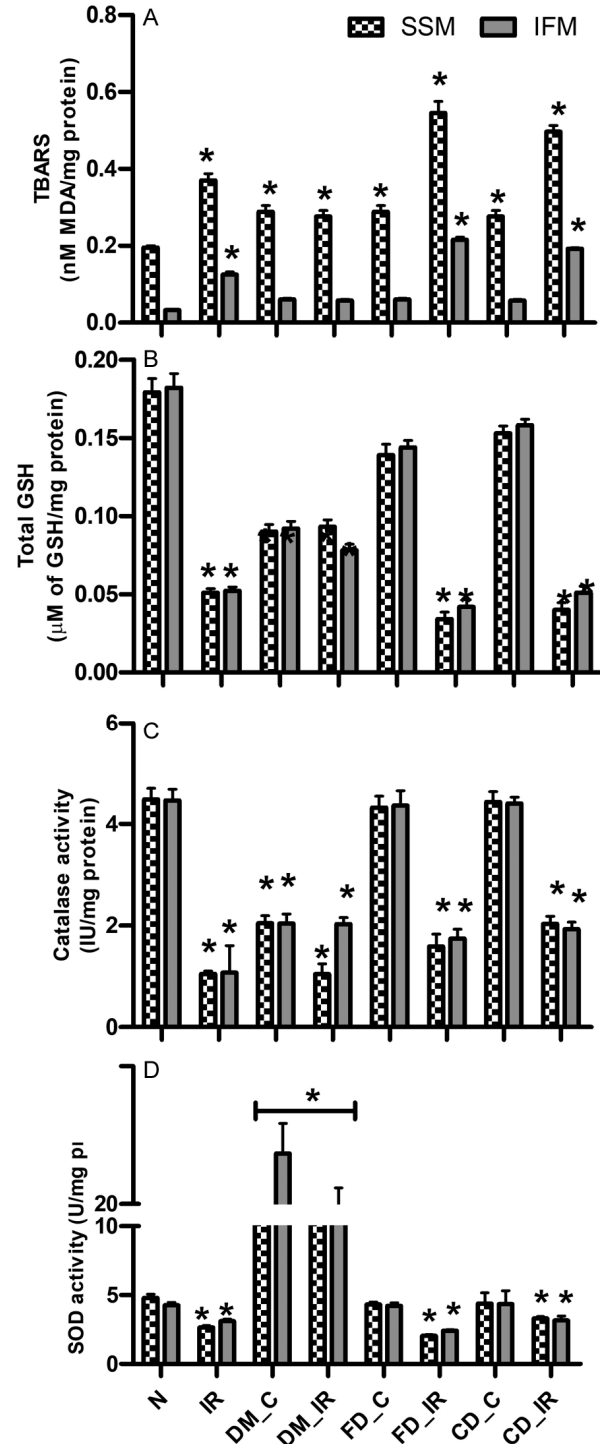 A
SSM IFM
0.8
0.6
0.4
0.2
0.0
TBARS
(nM MDA/mg protein)
* * * * * * * * * *
B
0.20
0.15
0.10
0.05
0.00
Total GSH
(μM of GSH/mg protein)
* * * * * * * * * *
C
6
4
2
0
Catalase activity
(IU/mg protein)
* * * * * * * * * *
D
*
20
10
5
0
SOD activity (U/mg pr
* * * * * *
N IR DM_C DM_IR FD_C FD_IR CD_C CD_IR